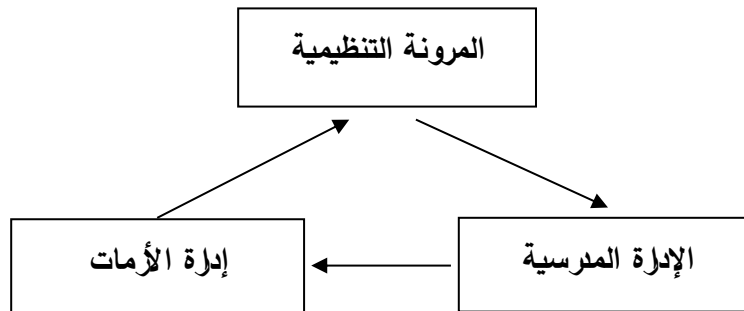 المرونة التنظيمية
الإدارة المدرسية
إدارة الأزمات